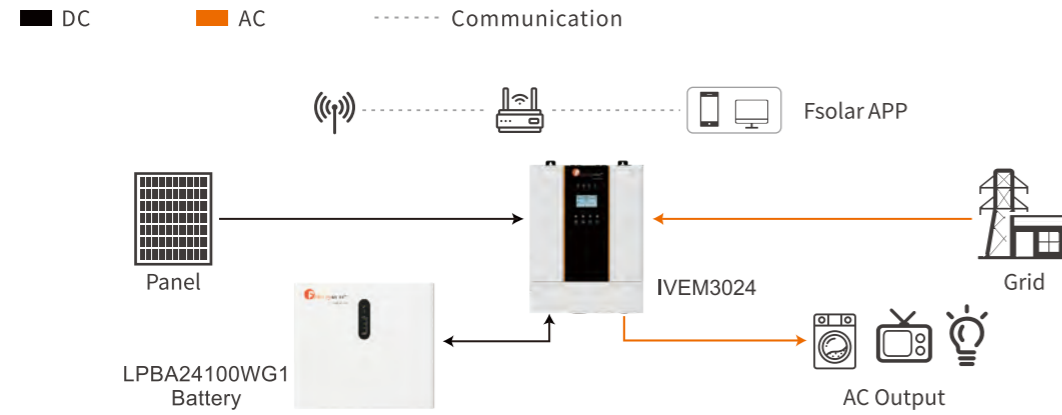 DC
AC
Communication
Fsolar APP
Panel
IVEM3024
Grid
LPBA24100WG1
Battery
AC Output